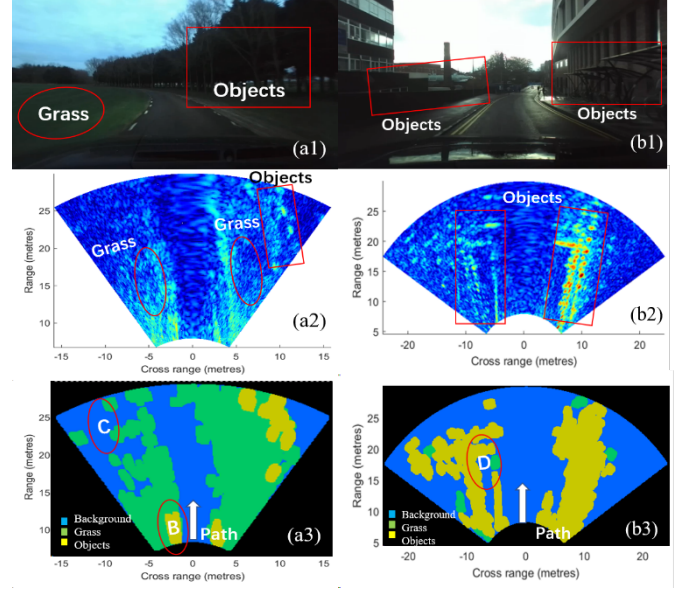 Grass
Objects
(a1)
Objects
Objects
(b1)
Objects
Grass
Grass
(a2)
Range (metres)
25
20
15
10
-15
-10
-5
0
5
10
15
Cross range (metres)
Objects
(b2)
Range (metres)
30
25
20
15
10
5
-20
-10
0
10
20
Cross range (metres)
C
B
Path
(a3)
Background
Grass
Objects
Range (metres)
25
20
15
10
-15
-10
-5
0
5
10
15
Cross range (metres)
D
Path
(b3)
Background
Grass
Objects
Range (metres)
30
25
20
15
10
5
-20
-10
0
10
20
Cross range (metres)